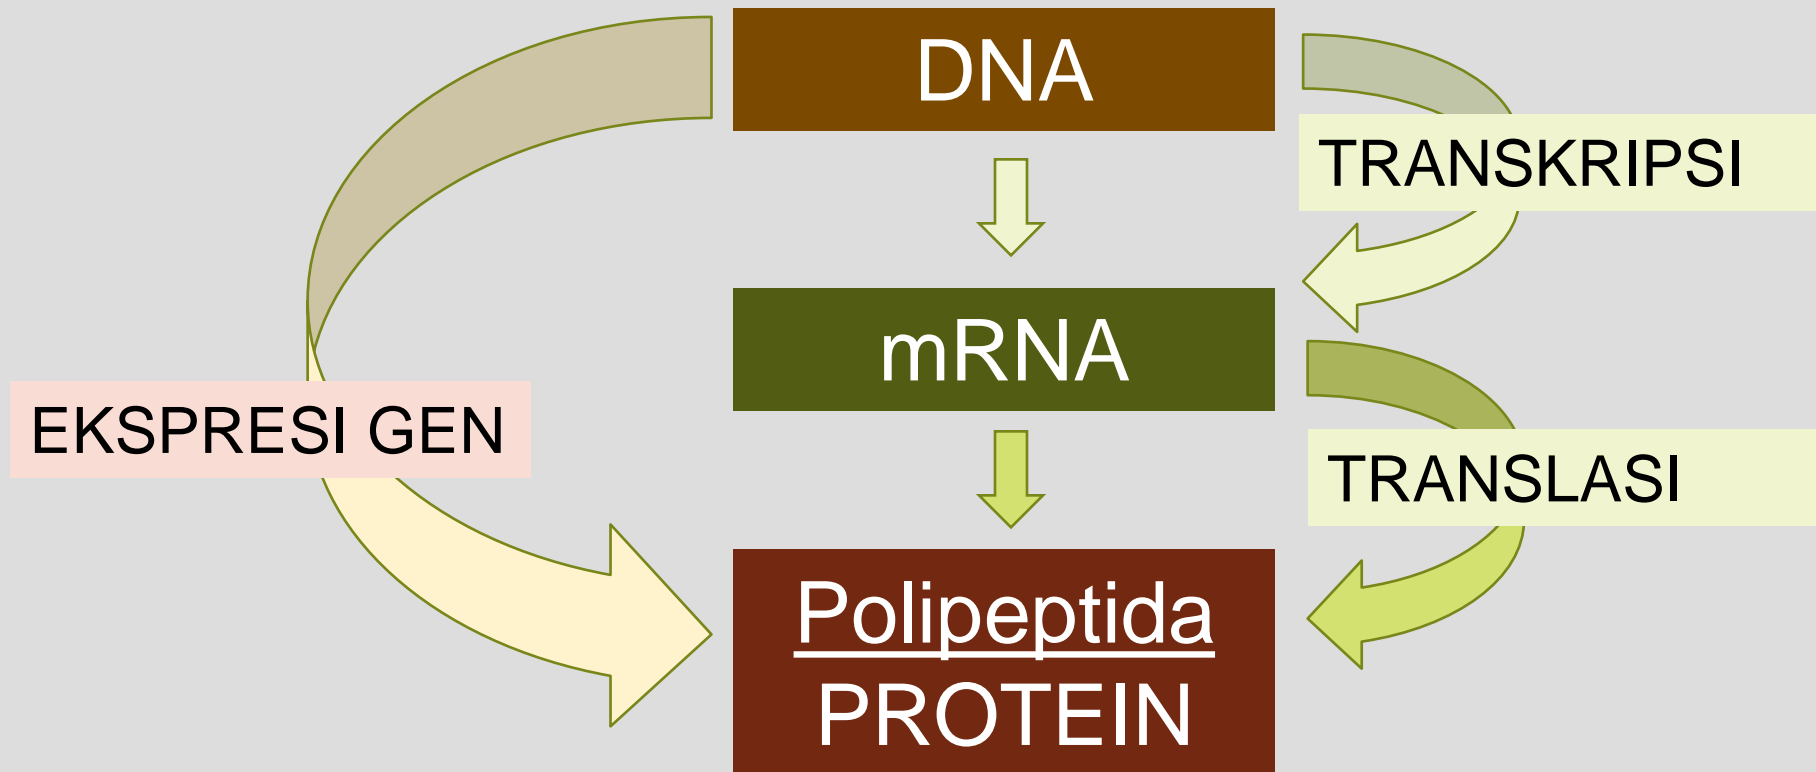 DNA
TRANSKRIPSI
mRNA
EKSPRESI GEN
TRANSLASI
Polipeptida
PROTEIN